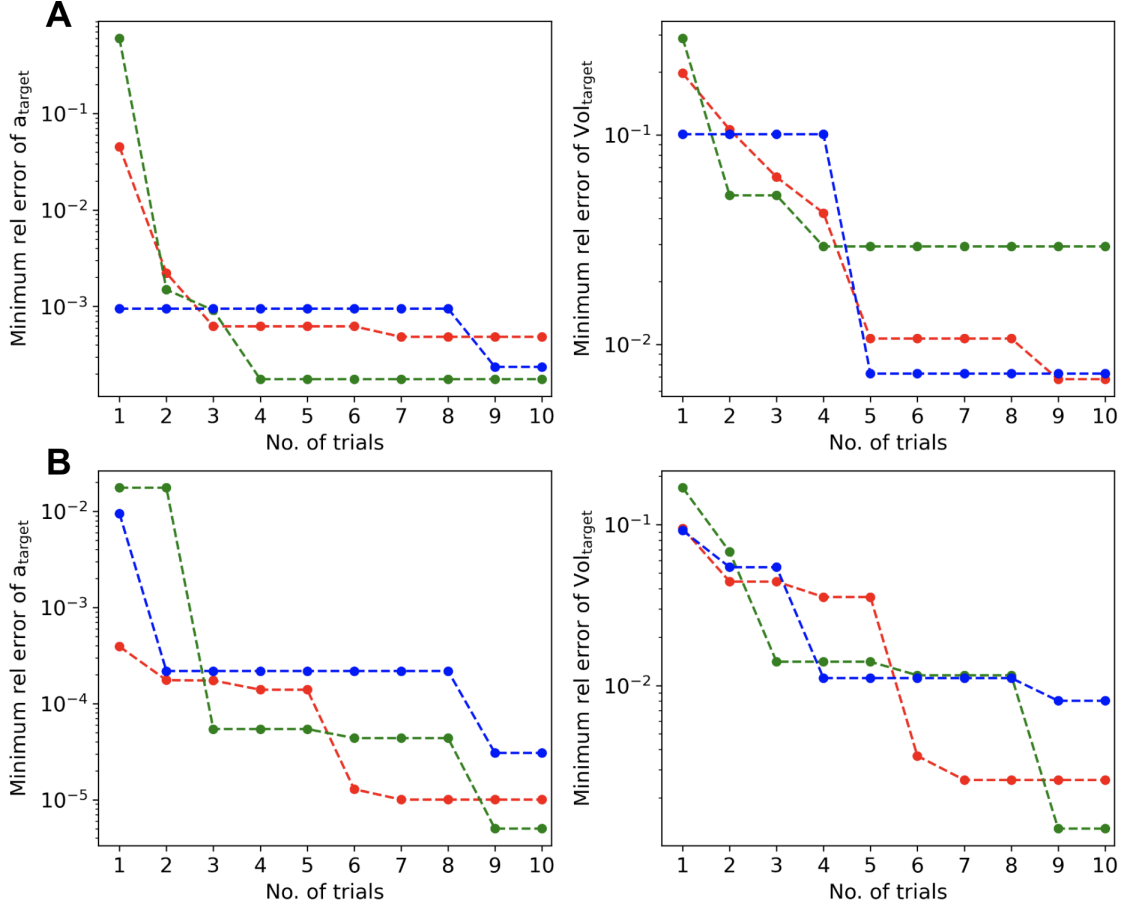 A
Minimum rel error of a_target
10⁻¹
10⁻²
10⁻³
1 2 3 4 5 6 7 8 9 10
No. of trials
Minimum rel error of Vol_target
10⁻¹
10⁻²
1 2 3 4 5 6 7 8 9 10
No. of trials
B
Minimum rel error of a_target
10⁻²
10⁻³
10⁻⁴
10⁻⁵
1 2 3 4 5 6 7 8 9 10
No. of trials
Minimum rel error of Vol_target
10⁻¹
10⁻²
1 2 3 4 5 6 7 8 9 10
No. of trials